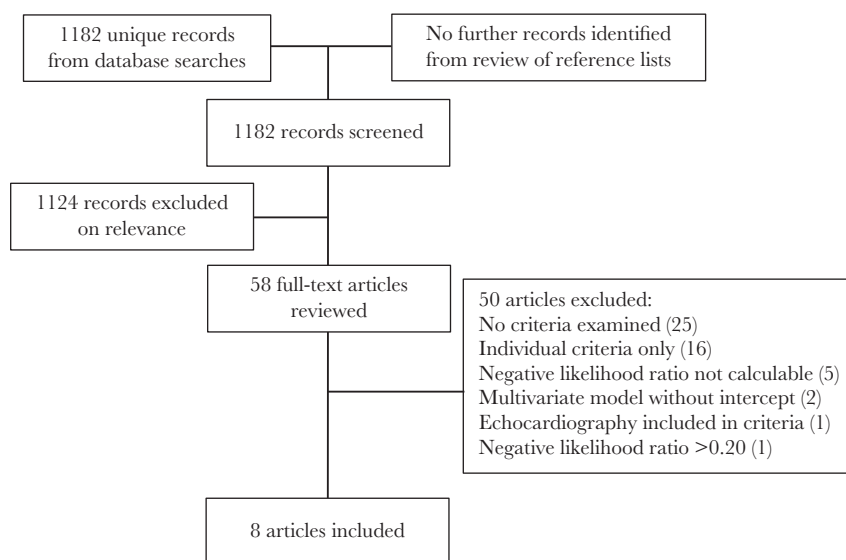 1182 unique records
from database searches
No further records identified
from review of reference lists
1182 records screened
1124 records excluded
on relevance
58 full-text articles
reviewed
50 articles excluded:
No criteria examined (25)
Individual criteria only (16)
Negative likelihood ratio not calculable (5)
Multivariate model without intercept (2)
Echocardiography included in criteria (1)
Negative likelihood ratio >0.20 (1)
8 articles included